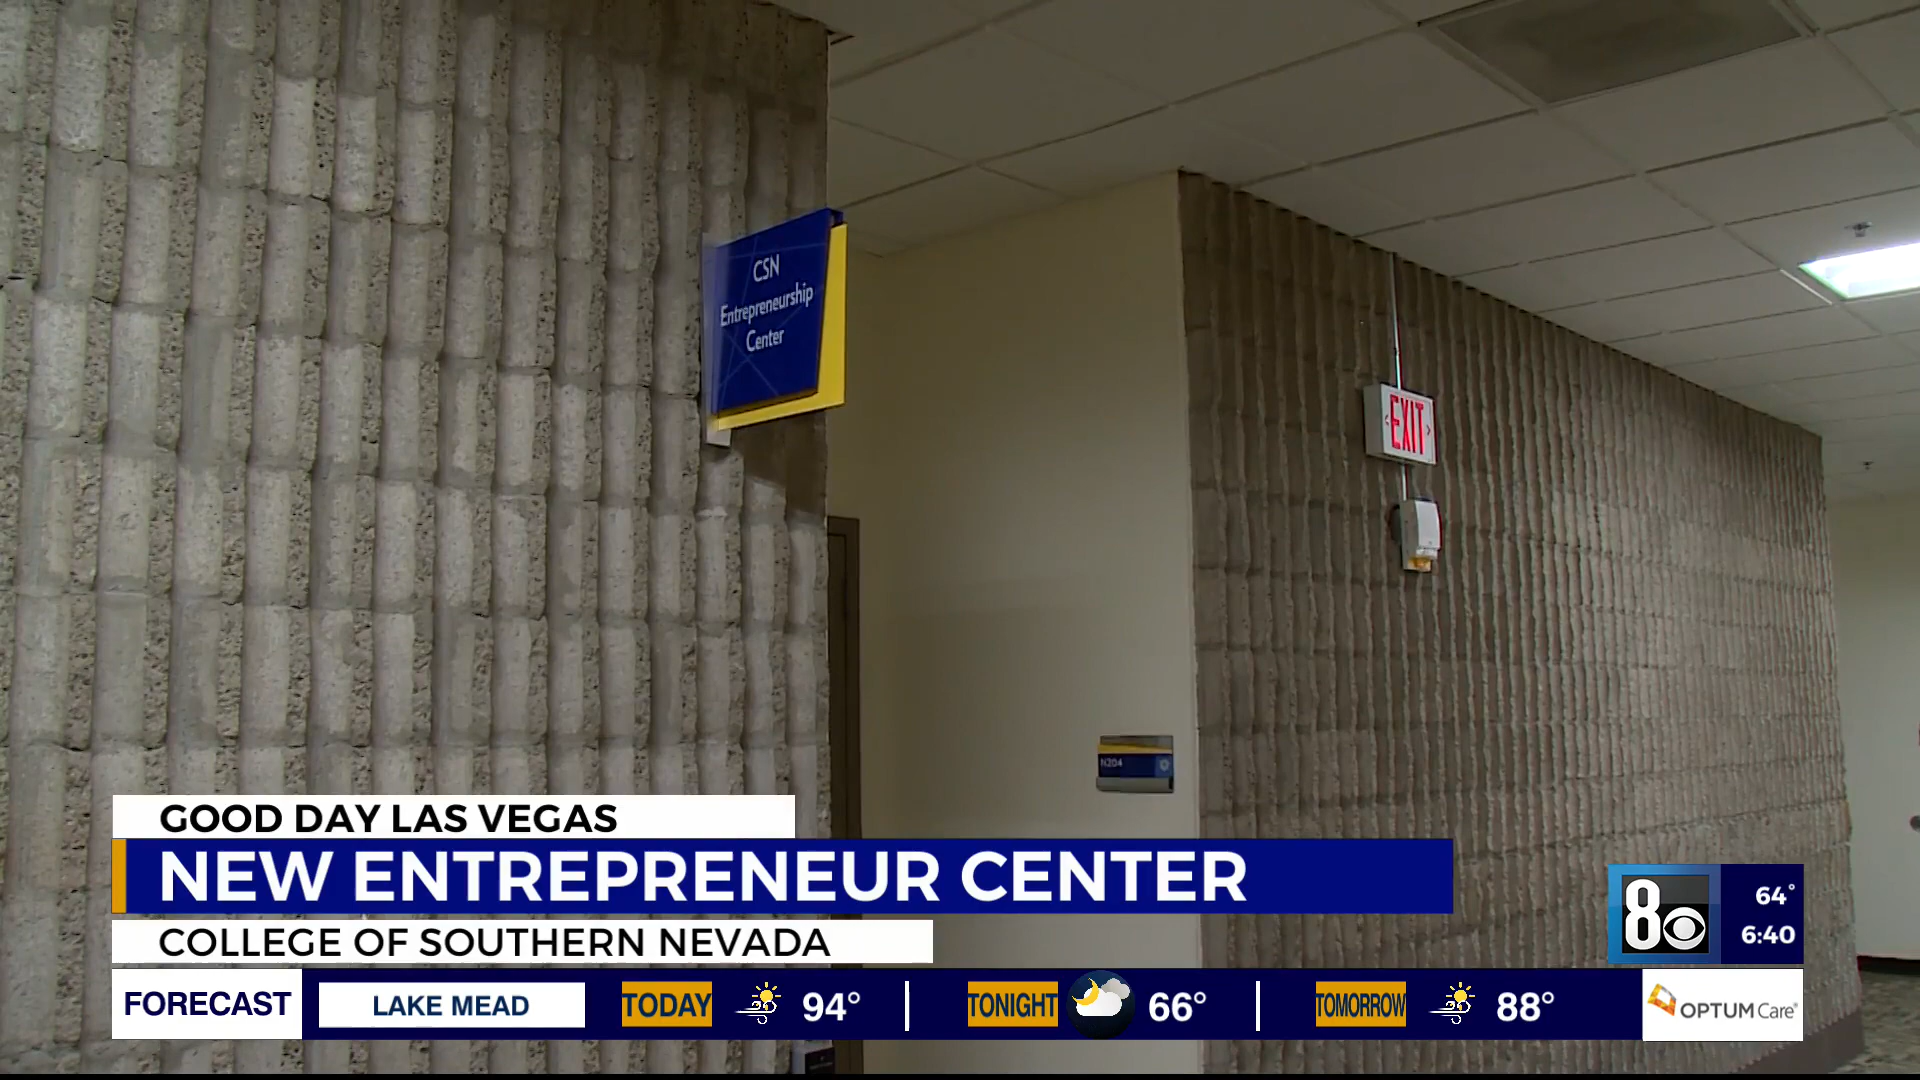 CSN
Entrepreneurship
Center
EXIT
N204
GOOD DAY LAS VEGAS
NEW ENTREPRENEUR CENTER
COLLEGE OF SOUTHERN NEVADA
8
64°
6:40
FORECAST LAKE MEAD TODAY 94° TONIGHT 66° TOMORROW 88° OPTUM Care®